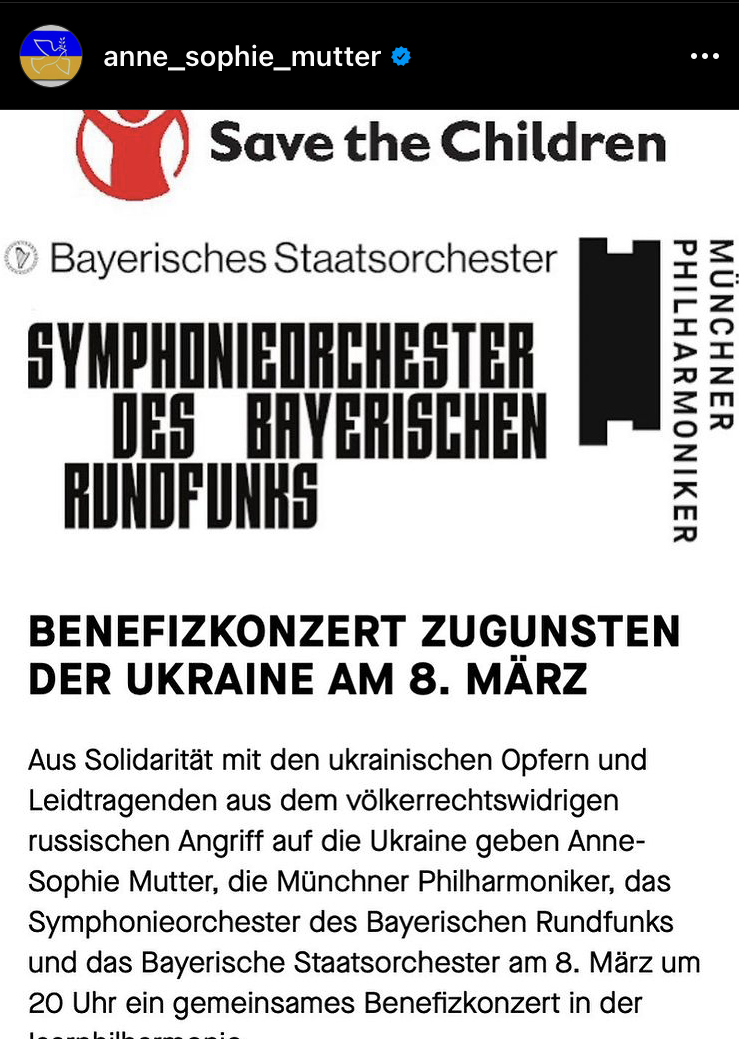 anne_sophie_mutter
Save the Children
Bayerisches Staatsorchester
MÜNCHNER
PHILHARMONIKER
SYMPHONIEORCHESTER
DES BAYERISCHEN
RUNDFUNKS
BENEFIZKONZERT ZUGUNSTEN
DER UKRAINE AM 8. MÄRZ
Aus Solidarität mit den ukrainischen Opfern und
Leidtragenden aus dem völkerrechtswidrigen
russischen Angriff auf die Ukraine geben Anne-
Sophie Mutter, die Münchner Philharmoniker, das
Symphonieorchester des Bayerischen Rundfunks
und das Bayerische Staatsorchester am 8. März um
20 Uhr ein gemeinsames Benefizkonzert in der